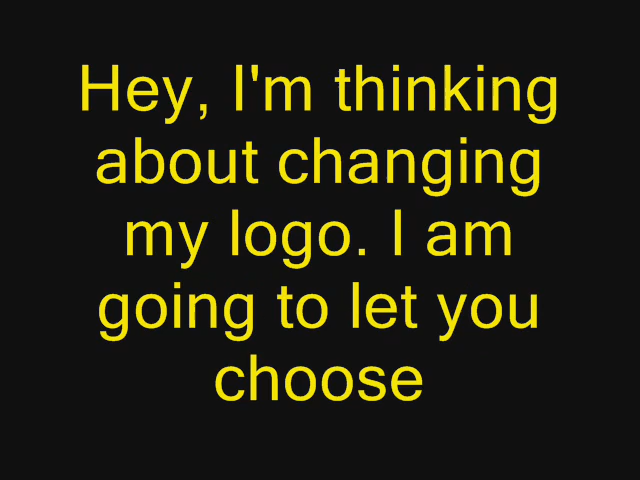 Hey, I'm thinking
about changing
my logo. I am
going to let you
choose